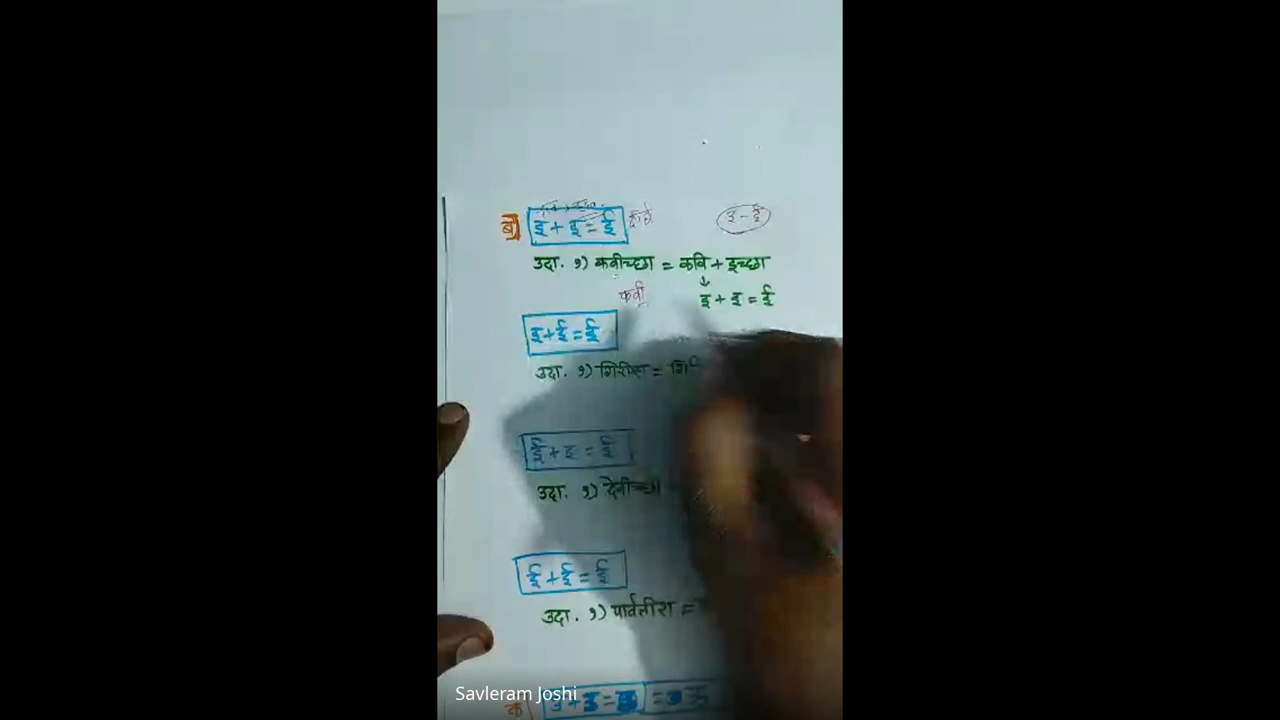 ब) इ + इ = ई इ - ई
उदा. १) कवीच्छा = कवि + इच्छा
↓
कवी इ + इ = ई
इ + ई = ई
उदा. १) गिरीश =
ई + इ = ई
उदा. १) देवीच्छा
ई + ई = ई
उदा. १) पार्वतीश =
Savleram Joshi
क